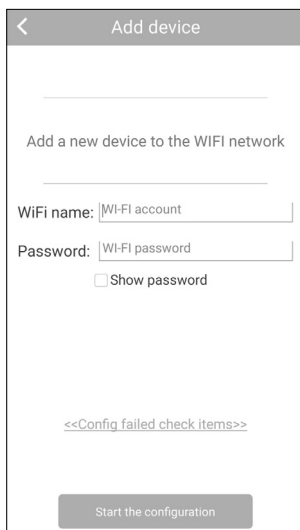 Add device
Add a new device to the WIFI network
WiFi name: WI-FI account
Password: WI-FI password
Show password
<<Config failed check items>>
Start the configuration